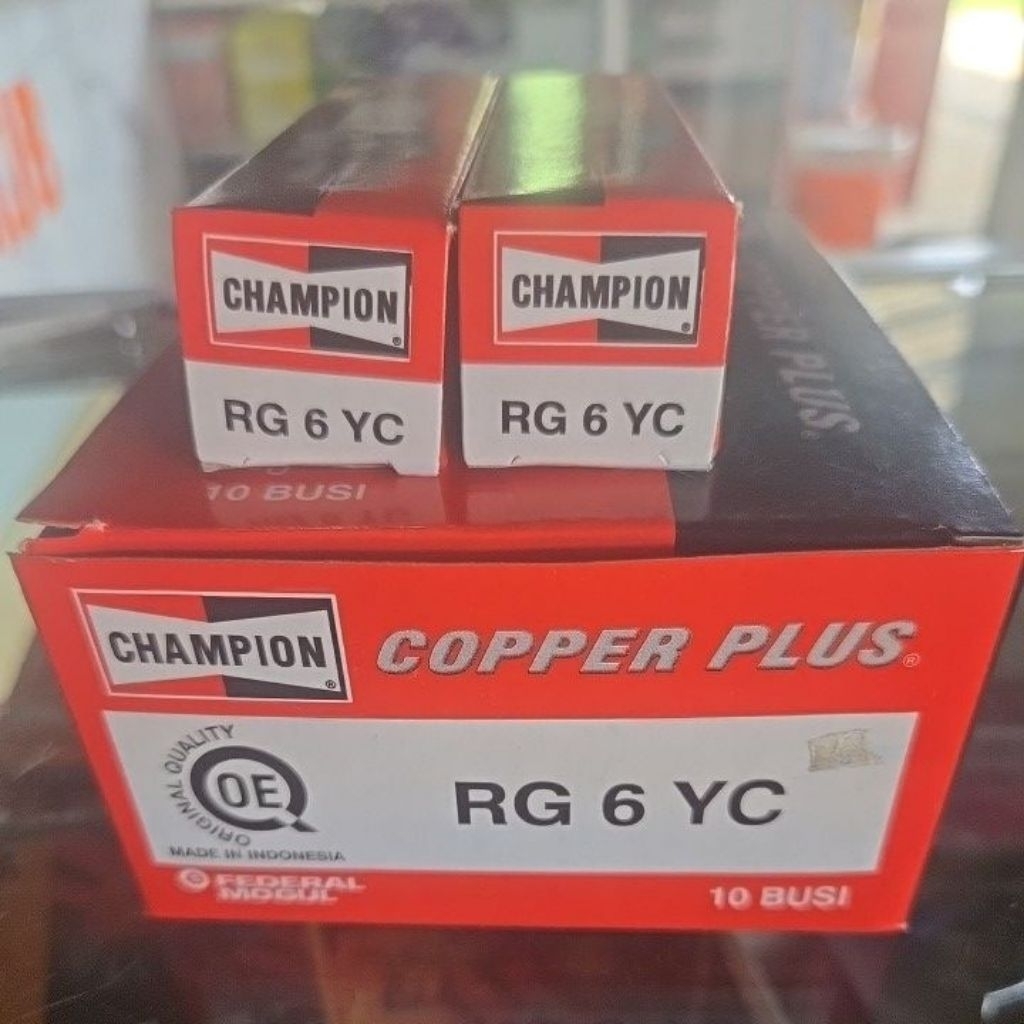 CHAMPION®
RG 6 YC
CHAMPION®
RG 6 YC
10 BUSI
PLUS®
CHAMPION®
COPPER PLUS®
ORIGINAL QUALITY
OE
MADE IN INDONESIA
RG 6 YC
FEDERAL
MOGUL
10 BUSI